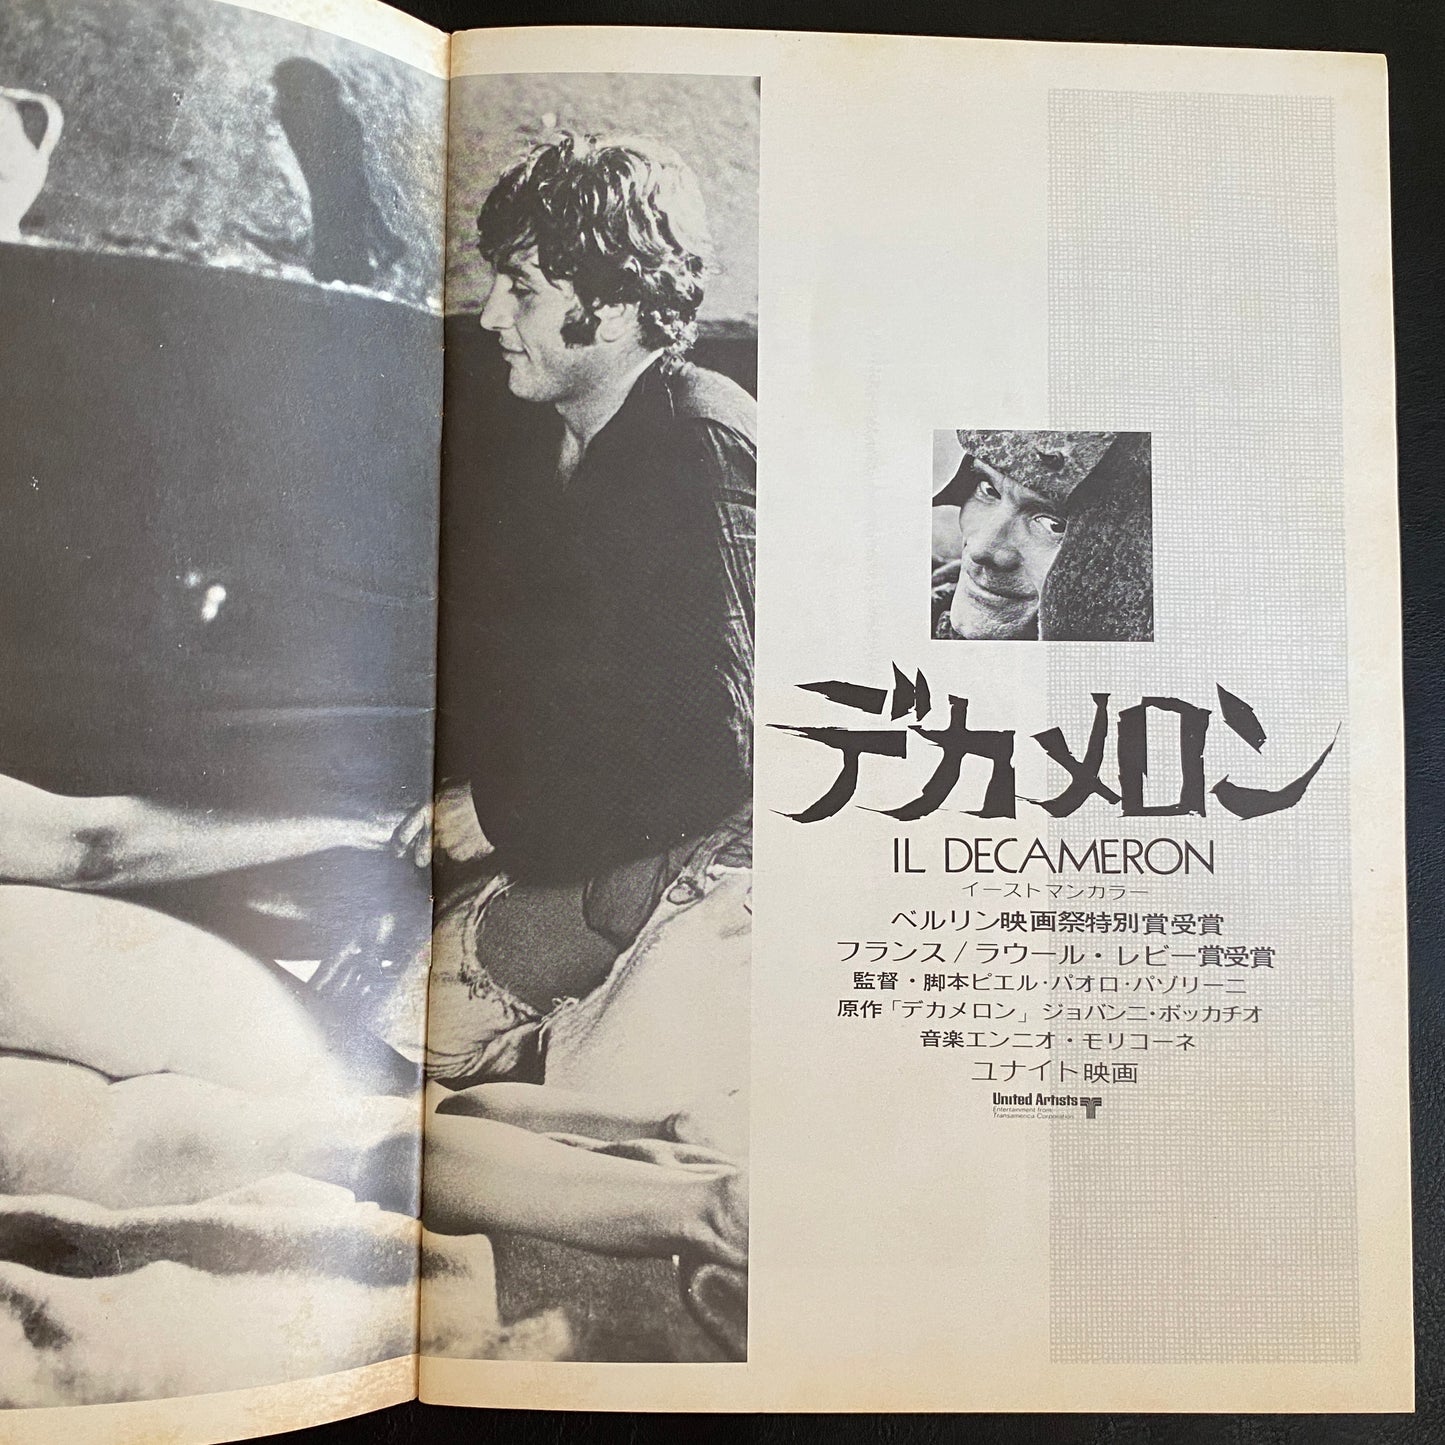 デカメロン
IL DECAMERON
イーストマンカラー
ベルリン映画祭特別賞受賞
フランス/ラウール・レビー賞受賞
監督・脚本ピエル・パオロ・パゾリーニ
原作「デカメロン」ジョバンニ・ボッカチオ
音楽エンニオ・モリコーネ
ユナイト映画
United Artists
Entertainment from
Transamerica Corporation